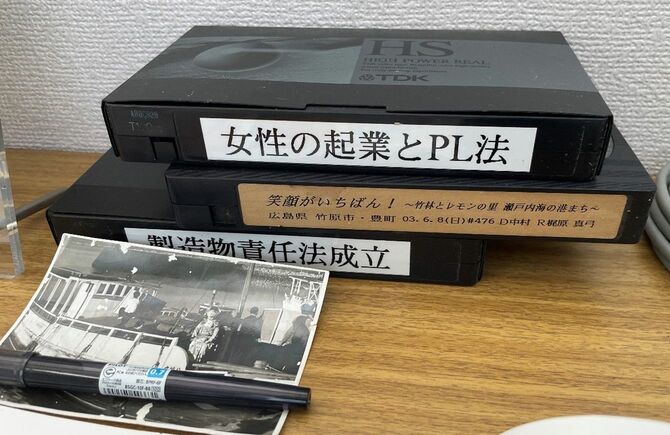 HS
HIGH POWER REAL
TDK
女性の起業とPL法
笑顔がいちばん! ～竹林とレモンの里 瀬戸内海の港まち～
広島県 竹原市・豊町 03.6.8(日)#476 D中村 R梶原 真弓
製造物責任法成立
0.7